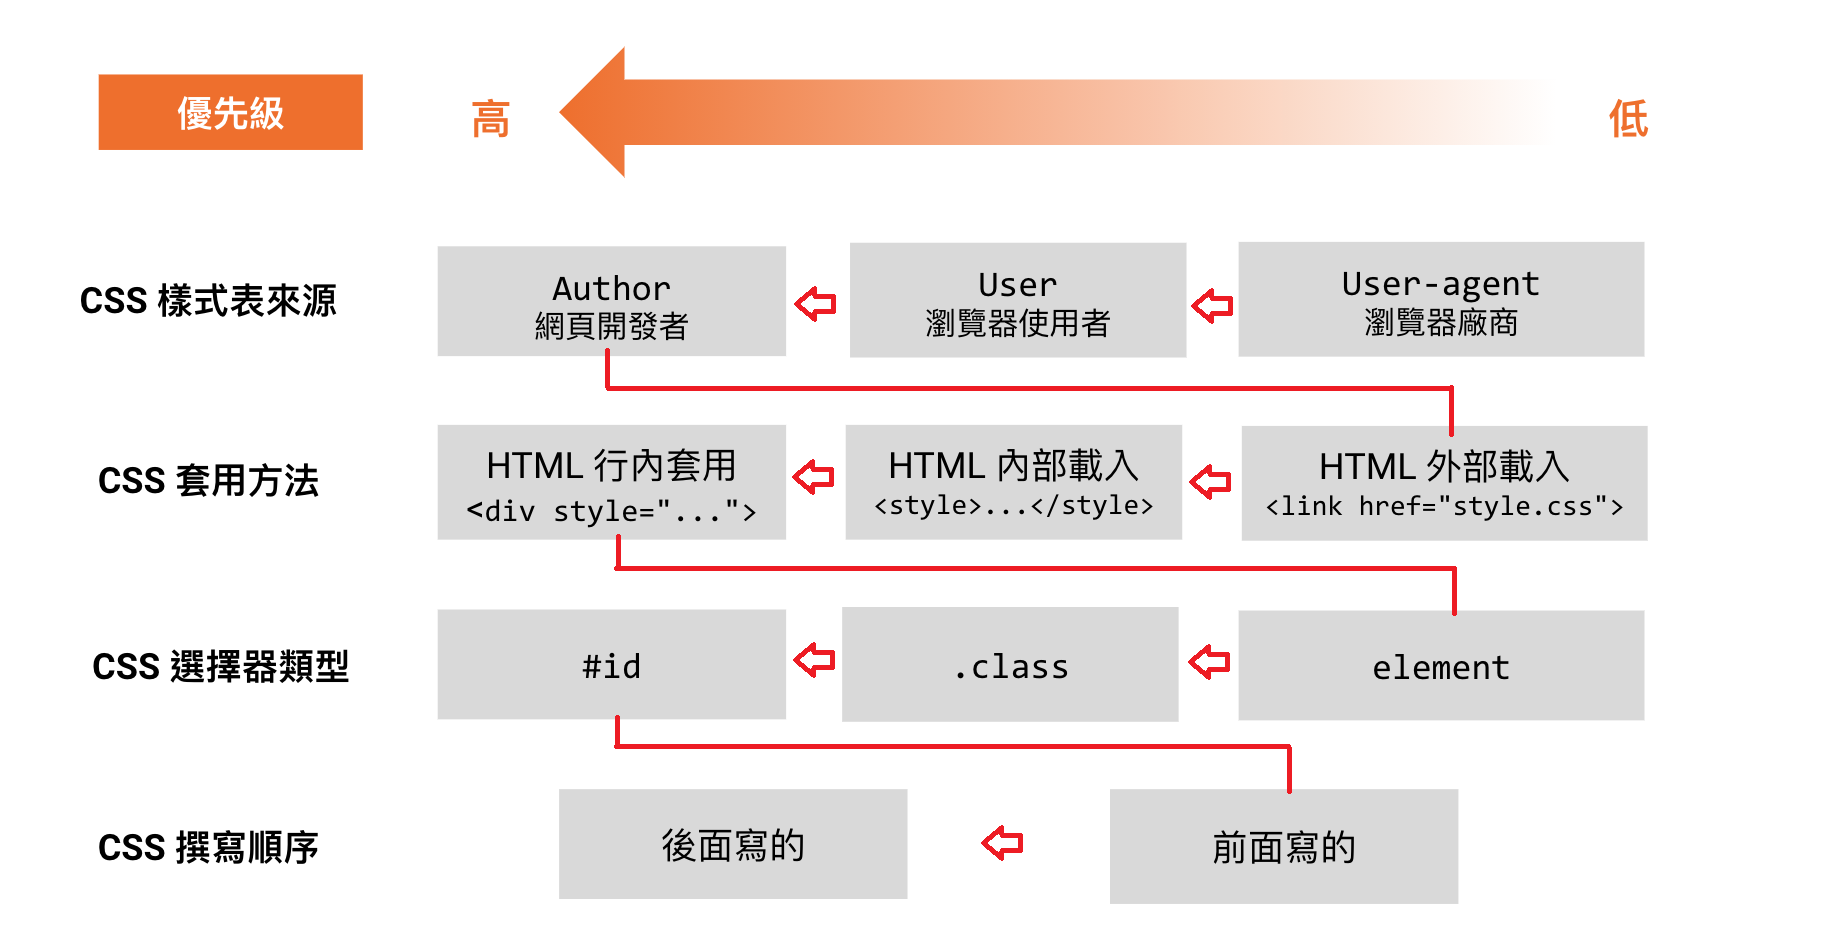 優先級
高
低
CSS 樣式表來源
Author
網頁開發者
User
瀏覽器使用者
User-agent
瀏覽器廠商
CSS 套用方法
HTML 行內套用
<div style="...">
HTML 內部載入
<style>...</style>
HTML 外部載入
<link href="style.css">
CSS 選擇器類型
#id
.class
element
CSS 撰寫順序
後面寫的
前面寫的